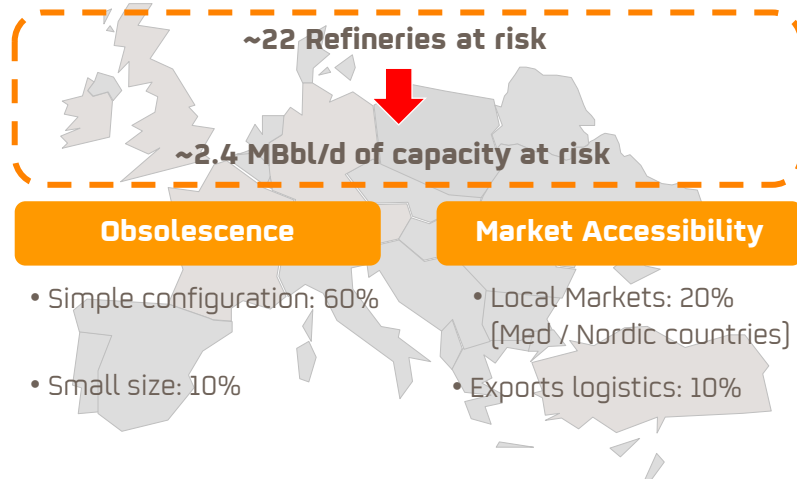 ~22 Refineries at risk
~2.4 MBbl/d of capacity at risk
Obsolescence
• Simple configuration: 60%
• Small size: 10%
Market Accessibility
• Local Markets: 20%
(Med / Nordic countries)
• Exports logistics: 10%